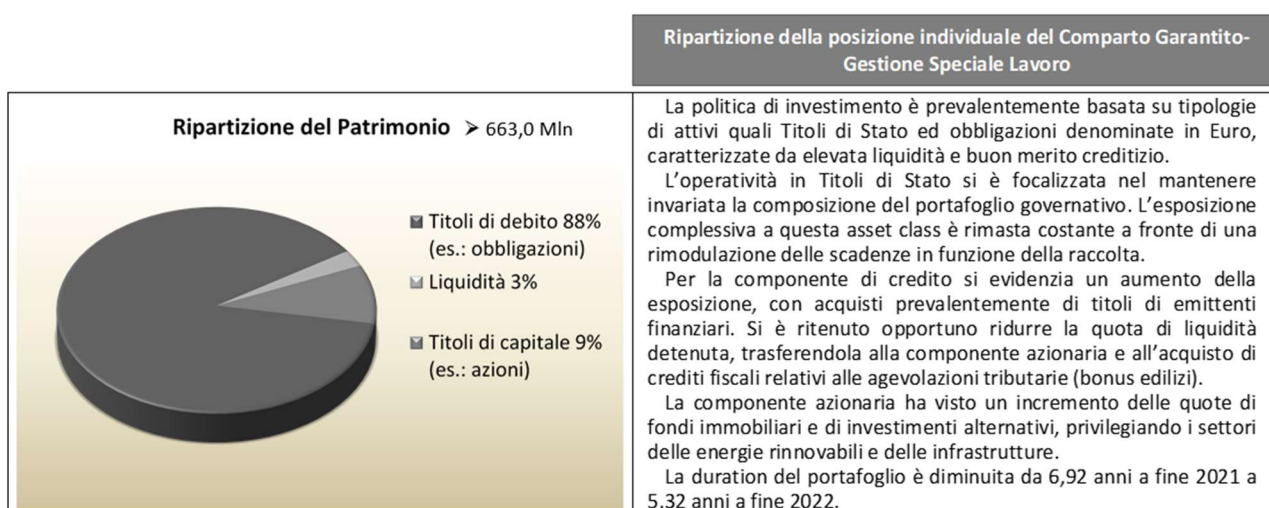 Ripartizione della posizione individuale del Comparto Garantito-
Gestione Speciale Lavoro
Ripartizione del Patrimonio ➢ 663,0 Mln
Titoli di debito 88%
(es.: obbligazioni)
Liquidità 3%
Titoli di capitale 9%
(es.: azioni)
La politica di investimento è prevalentemente basata su tipologie
di attivi quali Titoli di Stato ed obbligazioni denominate in Euro,
caratterizzate da elevata liquidità e buon merito creditizio.
L’operatività in Titoli di Stato si è focalizzata nel mantenere
invariata la composizione del portafoglio governativo. L’esposizione
complessiva a questa asset class è rimasta costante a fronte di una
rimodulazione delle scadenze in funzione della raccolta.
Per la componente di credito si evidenzia un aumento della
esposizione, con acquisti prevalentemente di titoli di emittenti
finanziari. Si è ritenuto opportuno ridurre la quota di liquidità
detenuta, trasferendola alla componente azionaria e all’acquisto di
crediti fiscali relativi alle agevolazioni tributarie (bonus edilizi).
La componente azionaria ha visto un incremento delle quote di
fondi immobiliari e di investimenti alternativi, privilegiando i settori
delle energie rinnovabili e delle infrastrutture.
La duration del portafoglio è diminuita da 6,92 anni a fine 2021 a
5,32 anni a fine 2022.